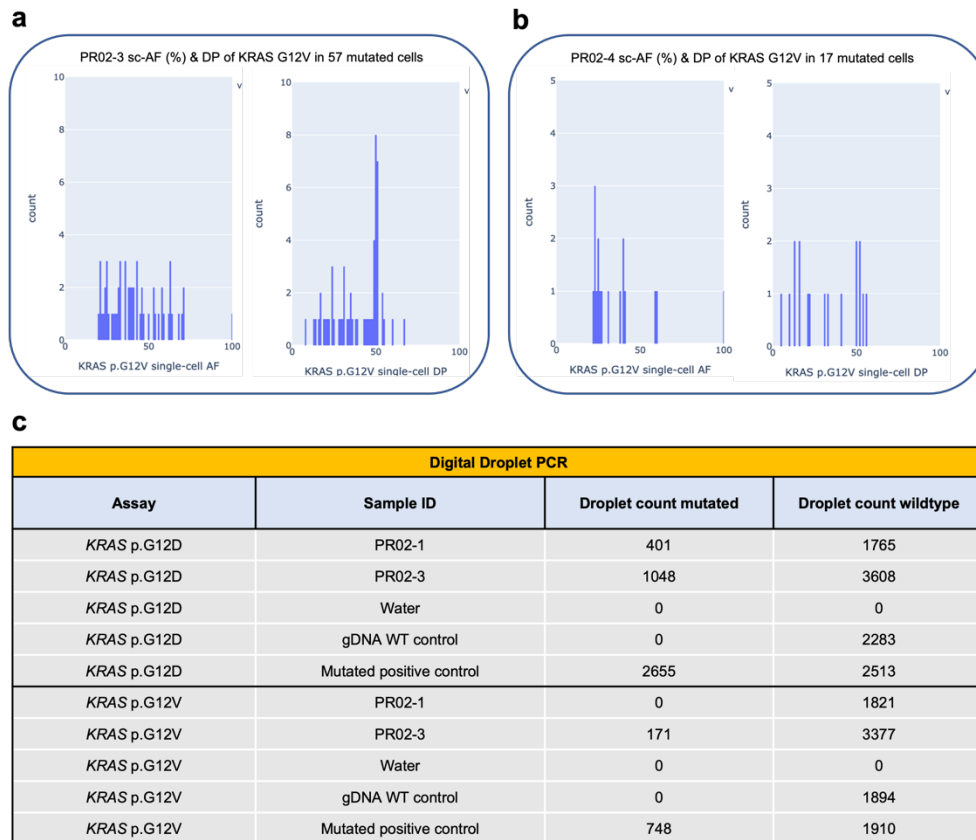 a
PR02-3 sc-AF (%) & DP of KRAS G12V in 57 mutated cells
10
8
6
4
2
0
count
0
50
100
KRAS p.G12V single-cell AF
v
10
8
6
4
2
0
count
0
50
100
KRAS p.G12V single-cell DP
v
b
PR02-4 sc-AF (%) & DP of KRAS G12V in 17 mutated cells
5
4
3
2
1
0
count
0
50
100
KRAS p.G12V single-cell AF
v
5
4
3
2
1
0
count
0
50
100
KRAS p.G12V single-cell DP
v
c
Digital Droplet PCR
Assay Sample ID Droplet count mutated Droplet count wildtype
KRAS p.G12D PR02-1 401 1765
KRAS p.G12D PR02-3 1048 3608
KRAS p.G12D Water 0 0
KRAS p.G12D gDNA WT control 0 2283
KRAS p.G12D Mutated positive control 2655 2513
KRAS p.G12V PR02-1 0 1821
KRAS p.G12V PR02-3 171 3377
KRAS p.G12V Water 0 0
KRAS p.G12V gDNA WT control 0 1894
KRAS p.G12V Mutated positive control 748 1910